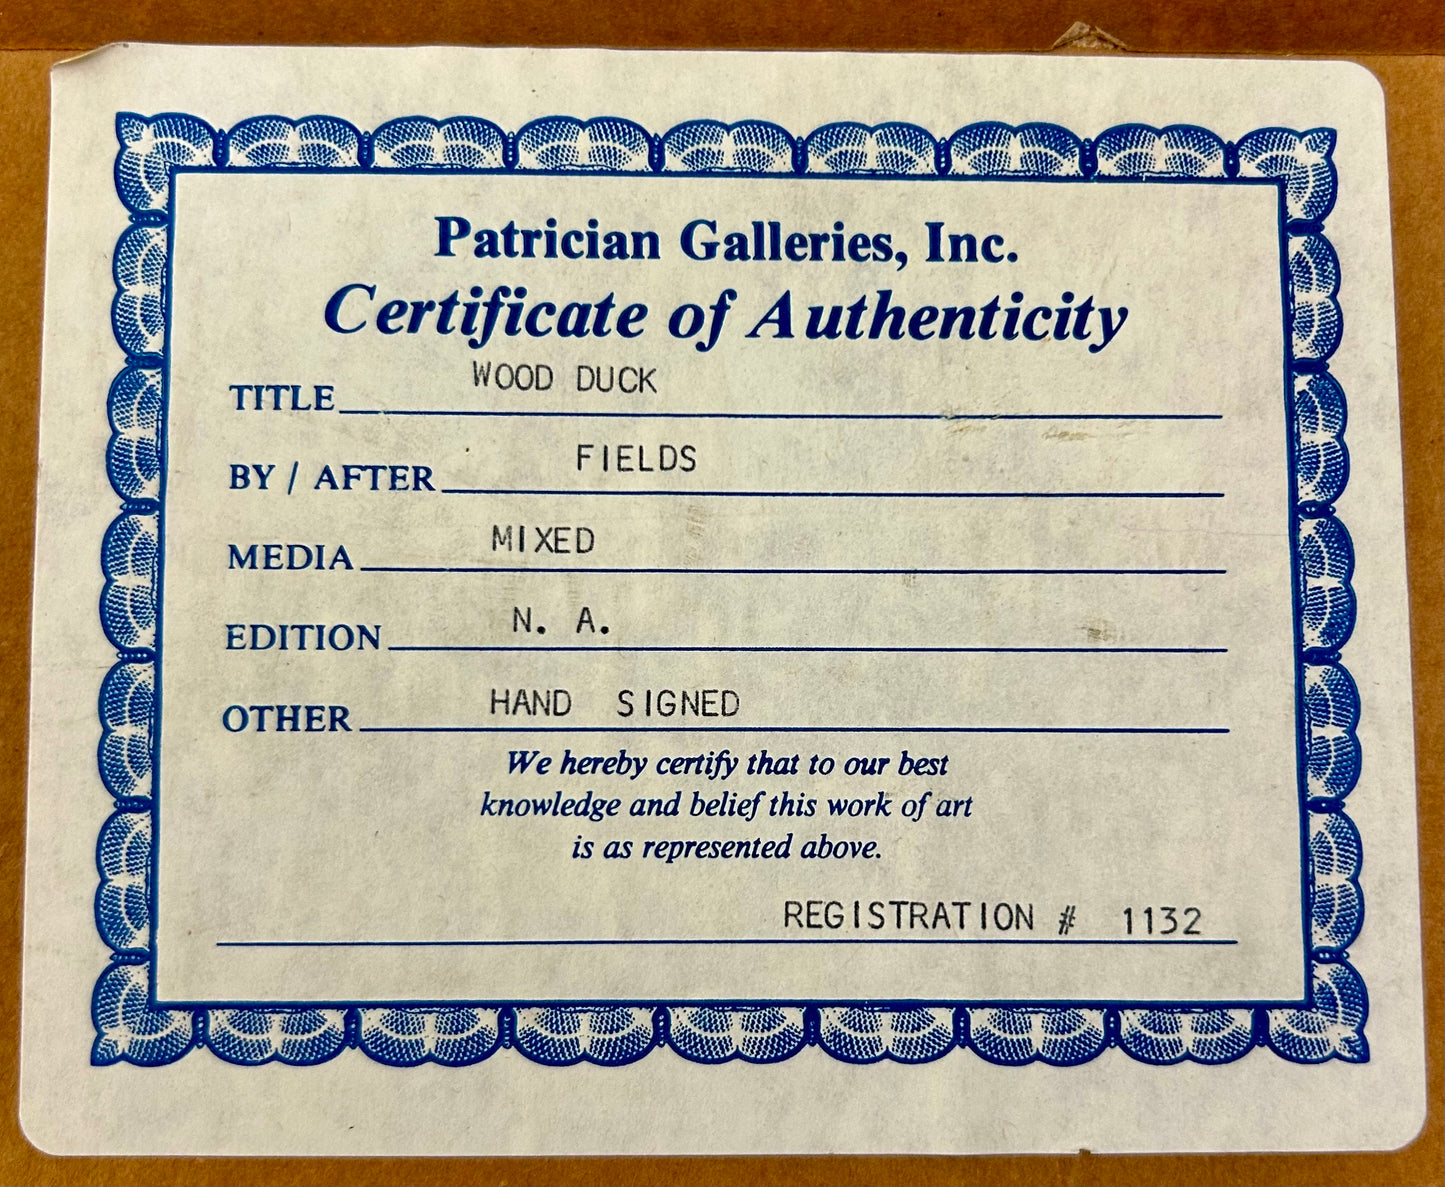 Patrician Galleries, Inc.
Certificate of Authenticity
TITLE WOOD DUCK
BY / AFTER FIELDS
MEDIA MIXED
EDITION N. A.
OTHER HAND SIGNED
We hereby certify that to our best
knowledge and belief this work of art
is as represented above.
REGISTRATION # 1132